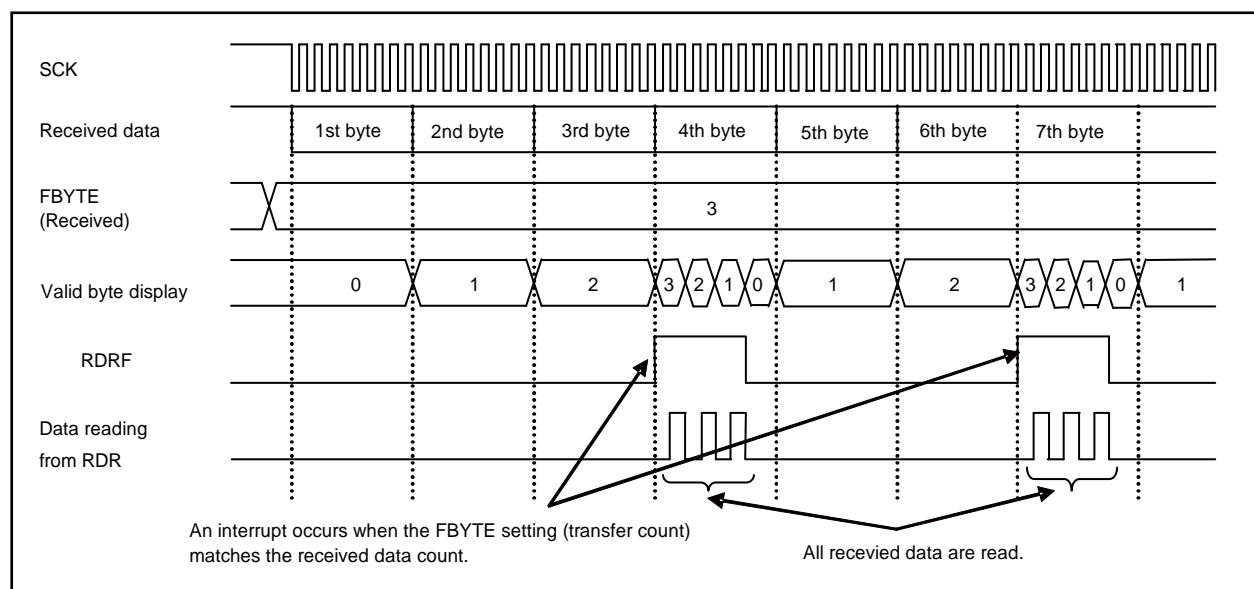 SCK
Received data
1st byte 2nd byte 3rd byte 4th byte 5th byte 6th byte 7th byte
FBYTE
(Received)
3
Valid byte display
0 1 2 3 2 1 0 1 2 3 2 1 0 1
RDRF
Data reading
from RDR
An interrupt occurs when the FBYTE setting (transfer count)
matches the received data count.
All recevied data are read.